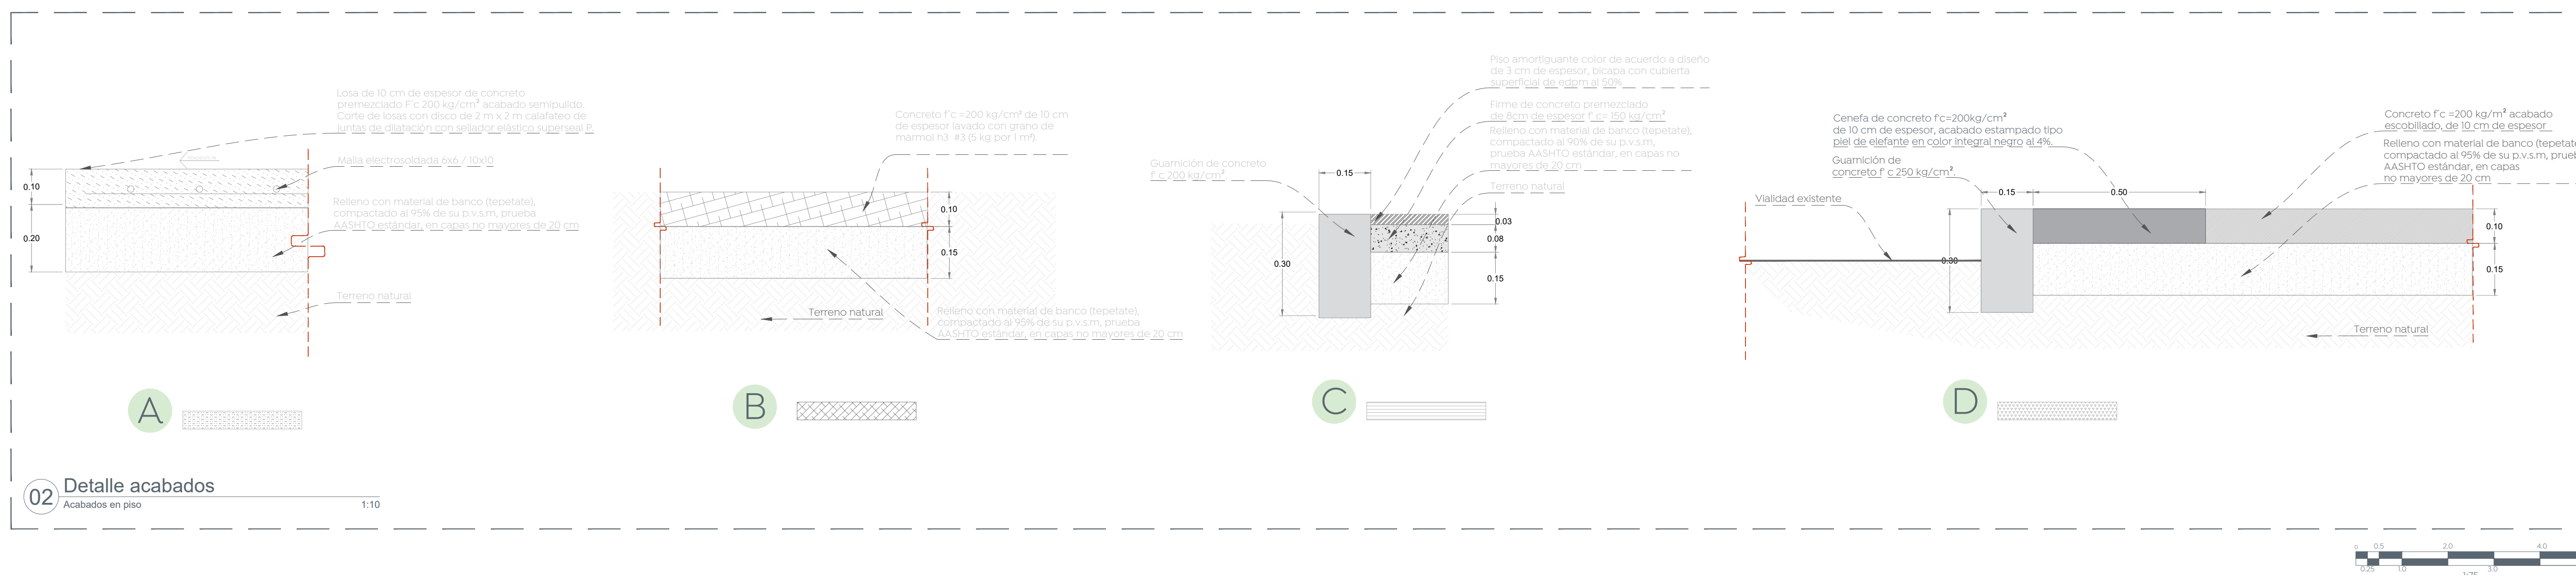 Losa de 10 cm de espesor de concreto
premezclado F´c 200 kg/cm² acabado semipulido.
Corte de losas con disco de 2 m x 2 m calafateo de
juntas de dilatación con sellador elástico superseal P.
Malla electrosoldada 6x6 / 10x10
0.10
Relleno con material de banco (tepetate),
compactado al 95% de su p.v.s.m, prueba
AASHTO estándar, en capas no mayores de 20 cm
0.20
Terreno natural
A
Concreto f´c =200 kg/cm² de 10 cm
de espesor lavado con grano de
marmol h3 #3 (5 kg por 1 m²).
0.10
0.15
Terreno natural
Relleno con material de banco (tepetate),
compactado al 95% de su p.v.s.m, prueba
AASHTO estándar, en capas no mayores de 20 cm
B
Piso amortiguante color de acuerdo a diseño
de 3 cm de espesor, bicapa con cubierta
superficial de edpm al 50%
Firme de concreto premezclado
de 8cm de espesor f´ c= 150 kg/cm²
Relleno con material de banco (tepetate),
compactado al 90% de su p.v.s.m,
prueba AASHTO estándar, en capas no
mayores de 20 cm
Terreno natural
Guarnición de concreto
f´ c 200 kg/cm²
0.15
0.03
0.08
0.30
0.15
C
Cenefa de concreto f'c=200kg/cm²
de 10 cm de espesor, acabado estampado tipo
piel de elefante en color integral negro al 4%.
Guarnición de
concreto f' c 250 kg/cm².
Vialidad existente
0.15
0.50
0.30
Concreto f´c =200 kg/m² acabado
escobillado, de 10 cm de espesor
Relleno con material de banco (tepetate
compactado al 95% de su p.v.s.m, prueb
AASHTO estándar, en capas
no mayores de 20 cm
0.10
0.15
Terreno natural
D
02
Detalle acabados
Acabados en piso
1:10
0 0.5 2.0 4.0
0.25 1.0 3.0
1:75